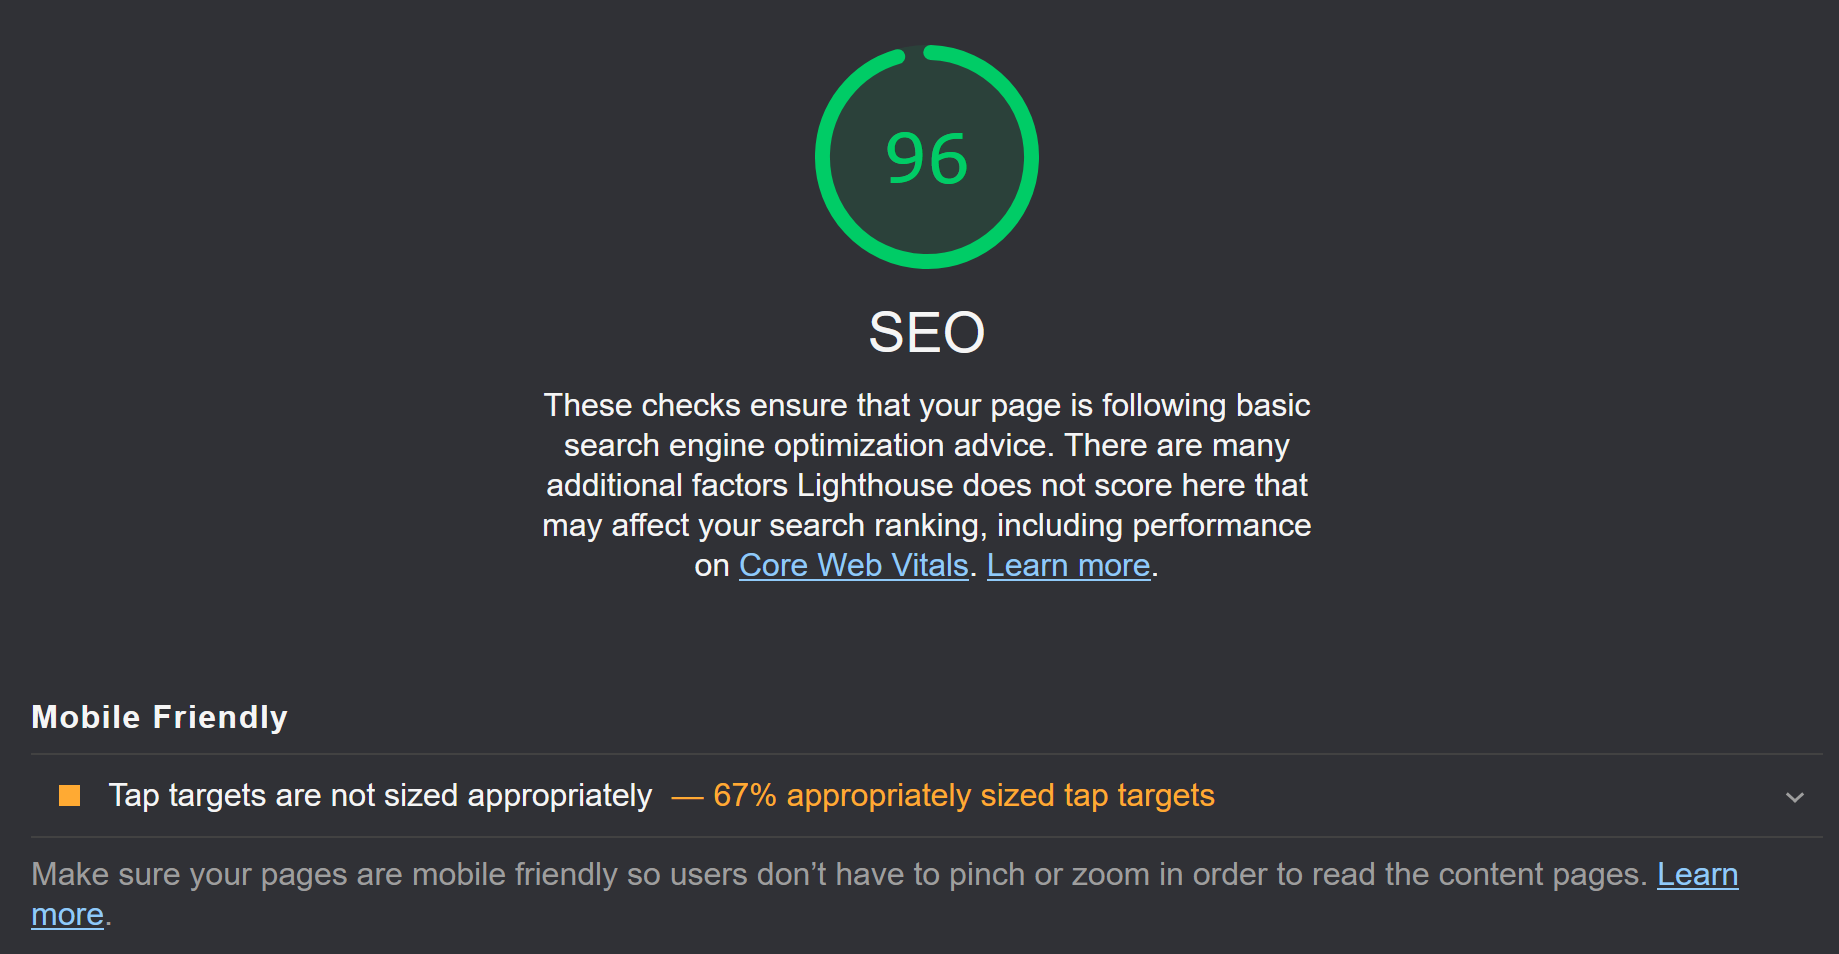 96
SEO
These checks ensure that your page is following basic
search engine optimization advice. There are many
additional factors Lighthouse does not score here that
may affect your search ranking, including performance
on Core Web Vitals. Learn more.
Mobile Friendly
Tap targets are not sized appropriately — 67% appropriately sized tap targets
Make sure your pages are mobile friendly so users don’t have to pinch or zoom in order to read the content pages. Learn
more.